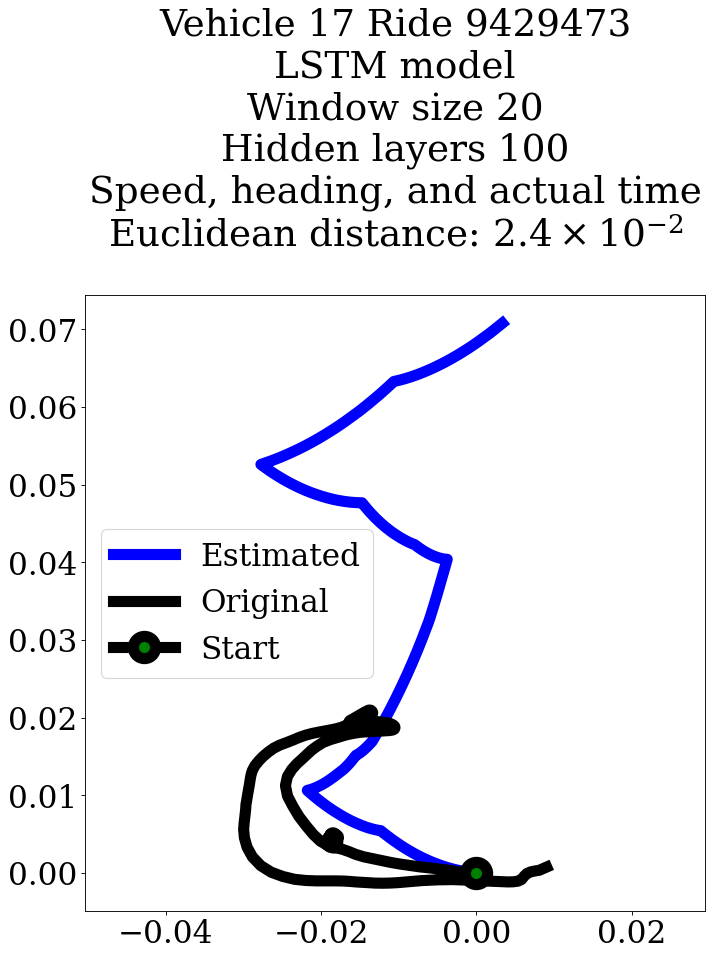 Vehicle 17 Ride 9429473
LSTM model
Window size 20
Hidden layers 100
Speed, heading, and actual time
Euclidean distance: 2.4 × 10⁻²
0.07
0.06
0.05
0.04
0.03
0.02
0.01
0.00
Estimated
Original
Start
−0.04 −0.02 0.00 0.02